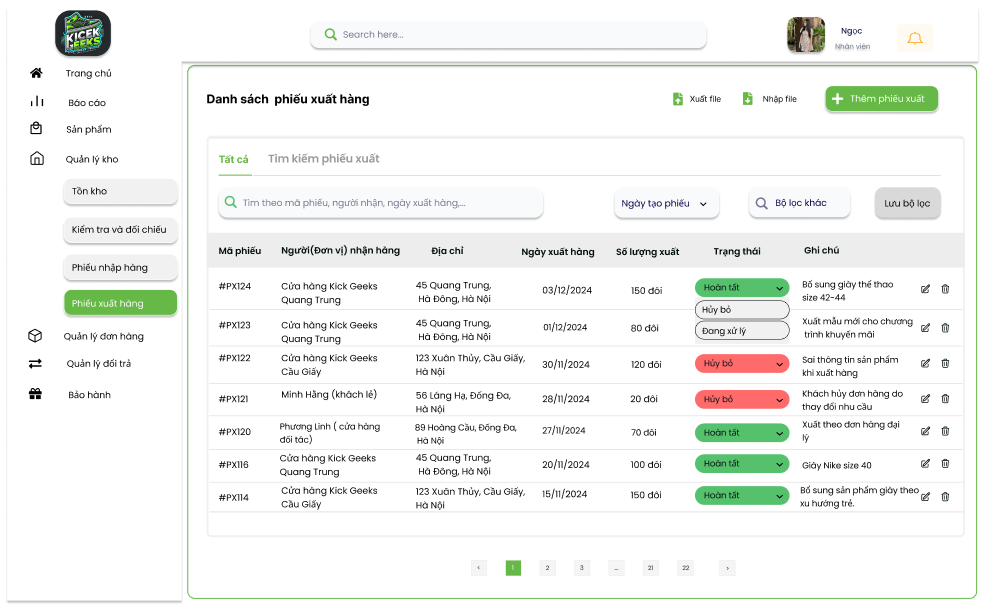 KICEK
GEEKS
Search here...
Ngọc
Nhân viên
Trang chủ
Báo cáo
Sản phẩm
Quản lý kho
Tồn kho
Kiểm tra và đối chiếu
Phiếu nhập hàng
Phiếu xuất hàng
Quản lý đơn hàng
Quản lý đổi trả
Bảo hành
Danh sách phiếu xuất hàng
Xuất file
Nhập file
Thêm phiếu xuất
Tất cả
Tìm kiếm phiếu xuất
Tìm theo mã phiếu, người nhận, ngày xuất hàng,...
Ngày tạo phiếu
Bộ lọc khác
Lưu bộ lọc
Mã phiếu Người(Đơn vị) nhận hàng Địa chỉ Ngày xuất hàng Số lượng xuất Trạng thái Ghi chú
#PX124 Cửa hàng Kick Geeks 45 Quang Trung, 03/12/2024 150 đôi Hoàn tất Bổ sung giày thể thao
Quang Trung Hà Đông, Hà Nội size 42-44
Hủy bỏ
Đang xử lý
#PX123 Cửa hàng Kick Geeks 45 Quang Trung, 01/12/2024 80 đôi Xuất mẫu mới cho chương
Quang Trung Hà Đông, Hà Nội trình khuyến mãi
#PX122 Cửa hàng Kick Geeks 123 Xuân Thủy, Cầu Giấy, 30/11/2024 120 đôi Hủy bỏ Sai thông tin sản phẩm
Cầu Giấy Hà Nội khi xuất hàng
#PX121 Minh Hằng (khách lẻ) 56 Láng Hạ, Đống Đa, 28/11/2024 20 đôi Hủy bỏ Khách hủy đơn hàng do
Hà Nội thay đổi nhu cầu
#PX120 Phương Linh ( cửa hàng 89 Hoàng Cầu, Đống Đa, 27/11/2024 70 đôi Hoàn tất Xuất theo đơn hàng đại
đối tác) Hà Nội lý
#PX116 Cửa hàng Kick Geeks 45 Quang Trung, 20/11/2024 100 đôi Hoàn tất Giày Nike size 40
Quang Trung Hà Đông, Hà Nội
#PX114 Cửa hàng Kick Geeks 123 Xuân Thủy, Cầu Giấy, 15/11/2024 150 đôi Hoàn tất Bổ sung sản phẩm giày theo
Cầu Giấy Hà Nội xu hướng trẻ.
‹ 1 2 3 ... 21 22 ›